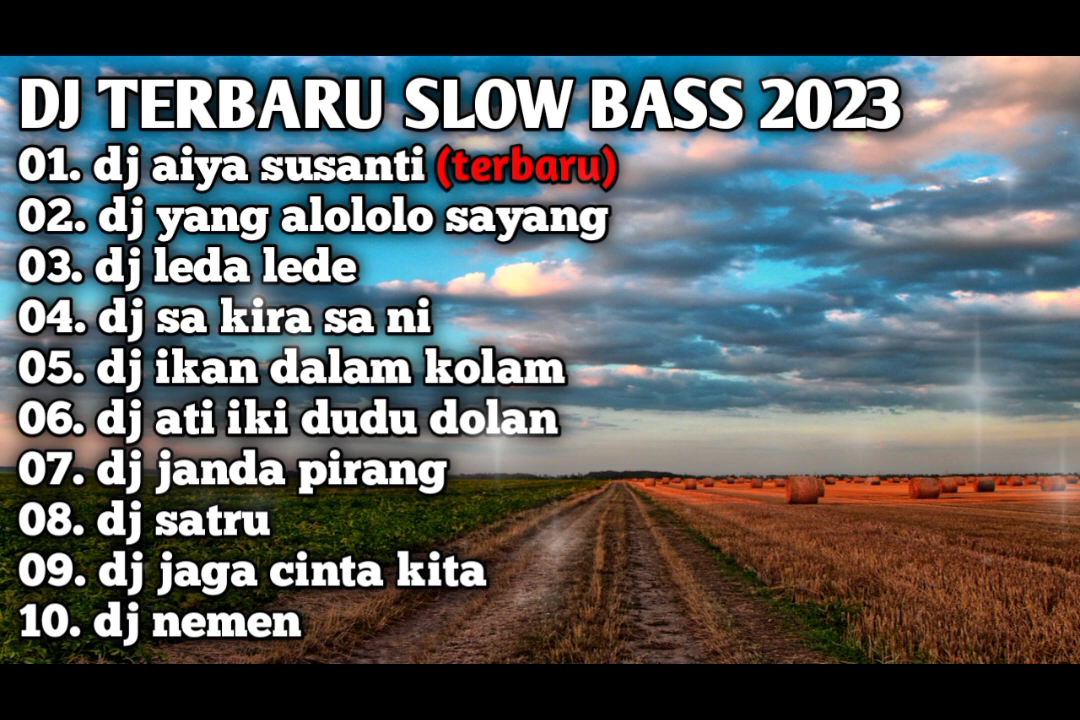 DJ TERBARU SLOW BASS 2023
01. dj aiya susanti (terbaru)
02. dj yang alololo sayang
03. dj leda lede
04. dj sa kira sa ni
05. dj ikan dalam kolam
06. dj ati iki dudu dolan
07. dj janda pirang
08. dj satru
09. dj jaga cinta kita
10. dj nemen